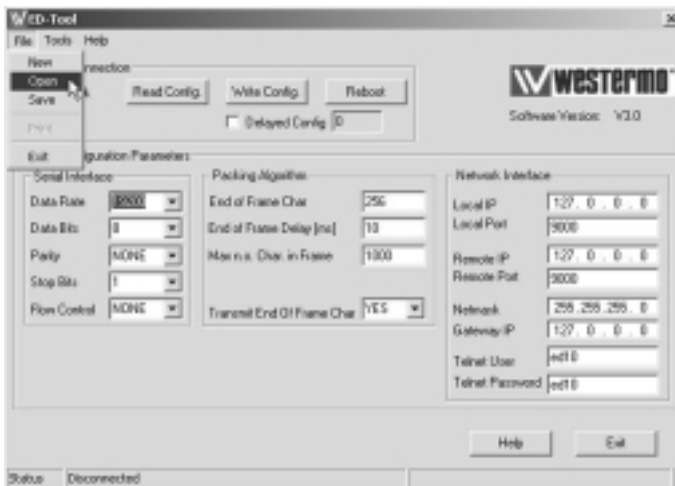 ED-Tool
File Tools Help
New
Open
Save
Print
Exit
Read Config.
Write Config.
Reboot
Delayed Config 0
westermo
Software Version: V3.0
Configuration Parameters
Serial Interface
Data Rate
Data Bits 8
Parity NONE
Stop Bits 1
Flow Control NONE
Packing Algorithm
End of Frame Char 256
End of Frame Delay [ms] 10
Max n.o. Char. in Frame 1000
Transmit End Of Frame Char YES
Network Interface
Local IP 127. 0 . 0 . 0
Local Port 9000
Remote IP 127. 0 . 0 . 0
Remote Port 9000
Netmask 255.255.255. 0
Gateway IP 127. 0 . 0 . 0
Telnet User ed10
Telnet Password ed10
Help
Exit
Status Disconnected